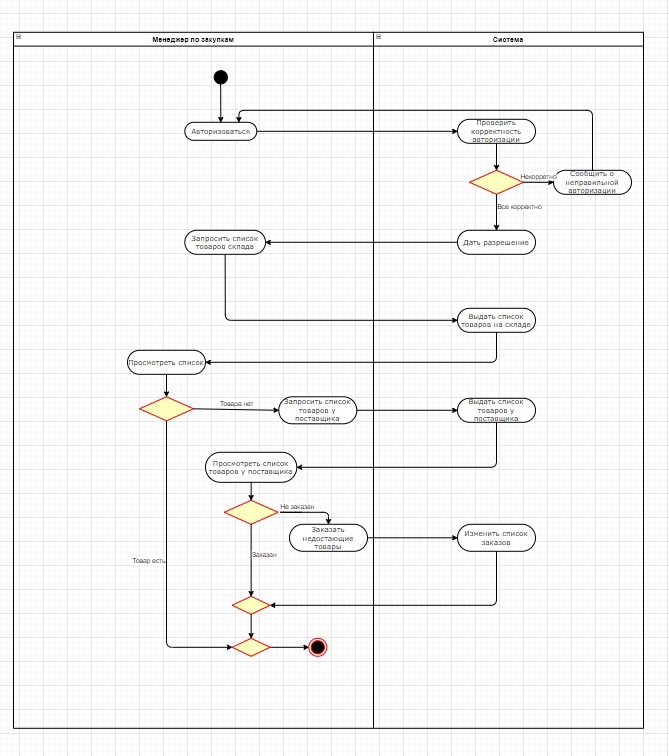 Менеджер по закупкам
Система
Авторизоваться
Проверить
корректность
авторизации
Некорретно
Сообщить о
неправильной
авторизации
Все корректно
Запросить список
товаров склада
Дать разрешение
Выдать список
товаров на складе
Просмотреть список
Товара нет
Запросить список
товаров у
поставщика
Выдать список
товаров у
поставщика
Просмотреть список
товаров у поставщика
Не заказан
Заказать
недостающие
товары
Изменить список
заказов
Заказан
Товар есть